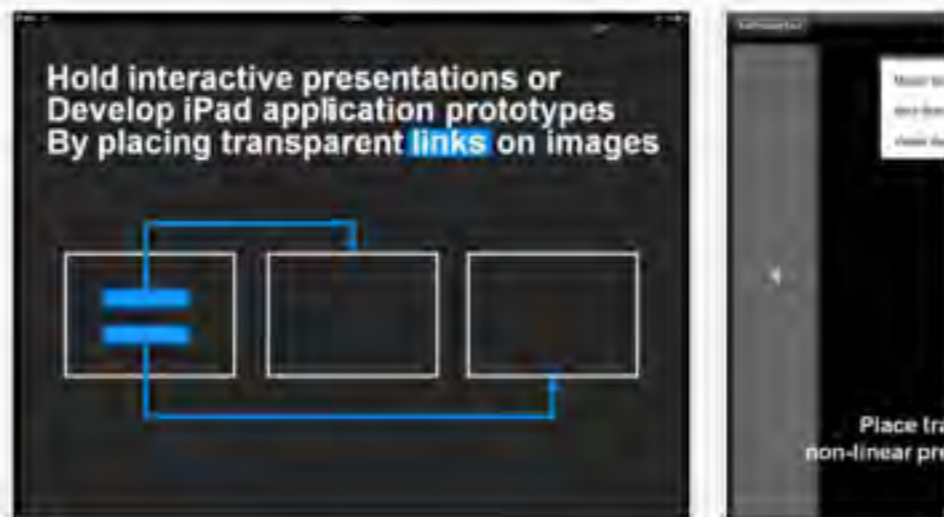 Hold interactive presentations or
Develop iPad application prototypes
By placing transparent links on images
Place tra
non-linear pre